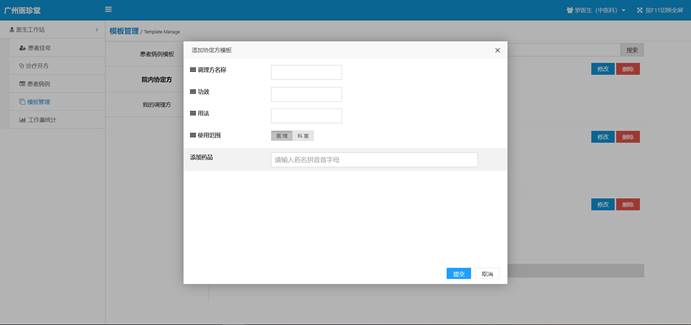 广州医珍堂
罗医生（中医科）
按F11切换全屏
医生工作站
患者挂号
诊疗开方
患者病例
模板管理
工作量统计
模板管理 / Template Manage
患者病例模板
院内协定方
我的调理方
搜索
修改 删除
修改 删除
修改 删除
添加协定方模板
调理方名称
功效
用法
使用范围
科室
添加药品
请输入药名拼音首字母
提交 取消